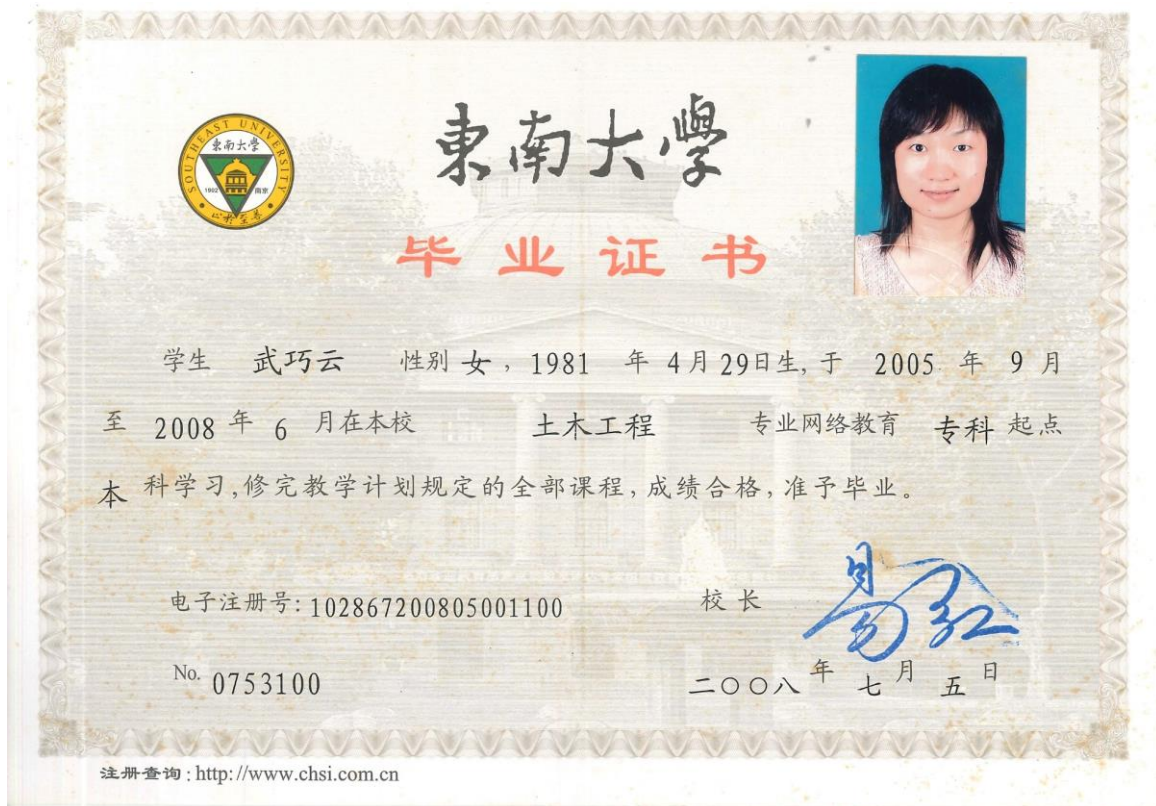 SOUTHEAST UNIVERSITY
東南大學
1902 南京
東南大學
毕业证书
学生 武巧云 性别 女，1981 年 4月29日生, 于 2005 年 9 月
至 2008 年 6 月在本校 土木工程 专业网络教育 专科 起点
本 科学习,修完教学计划规定的全部课程,成绩合格,准予毕业。
电子注册号: 102867200805001100
校长 易红
No. 0753100
二○○八 年 七 月 五 日
注册查询 : http://www.chsi.com.cn